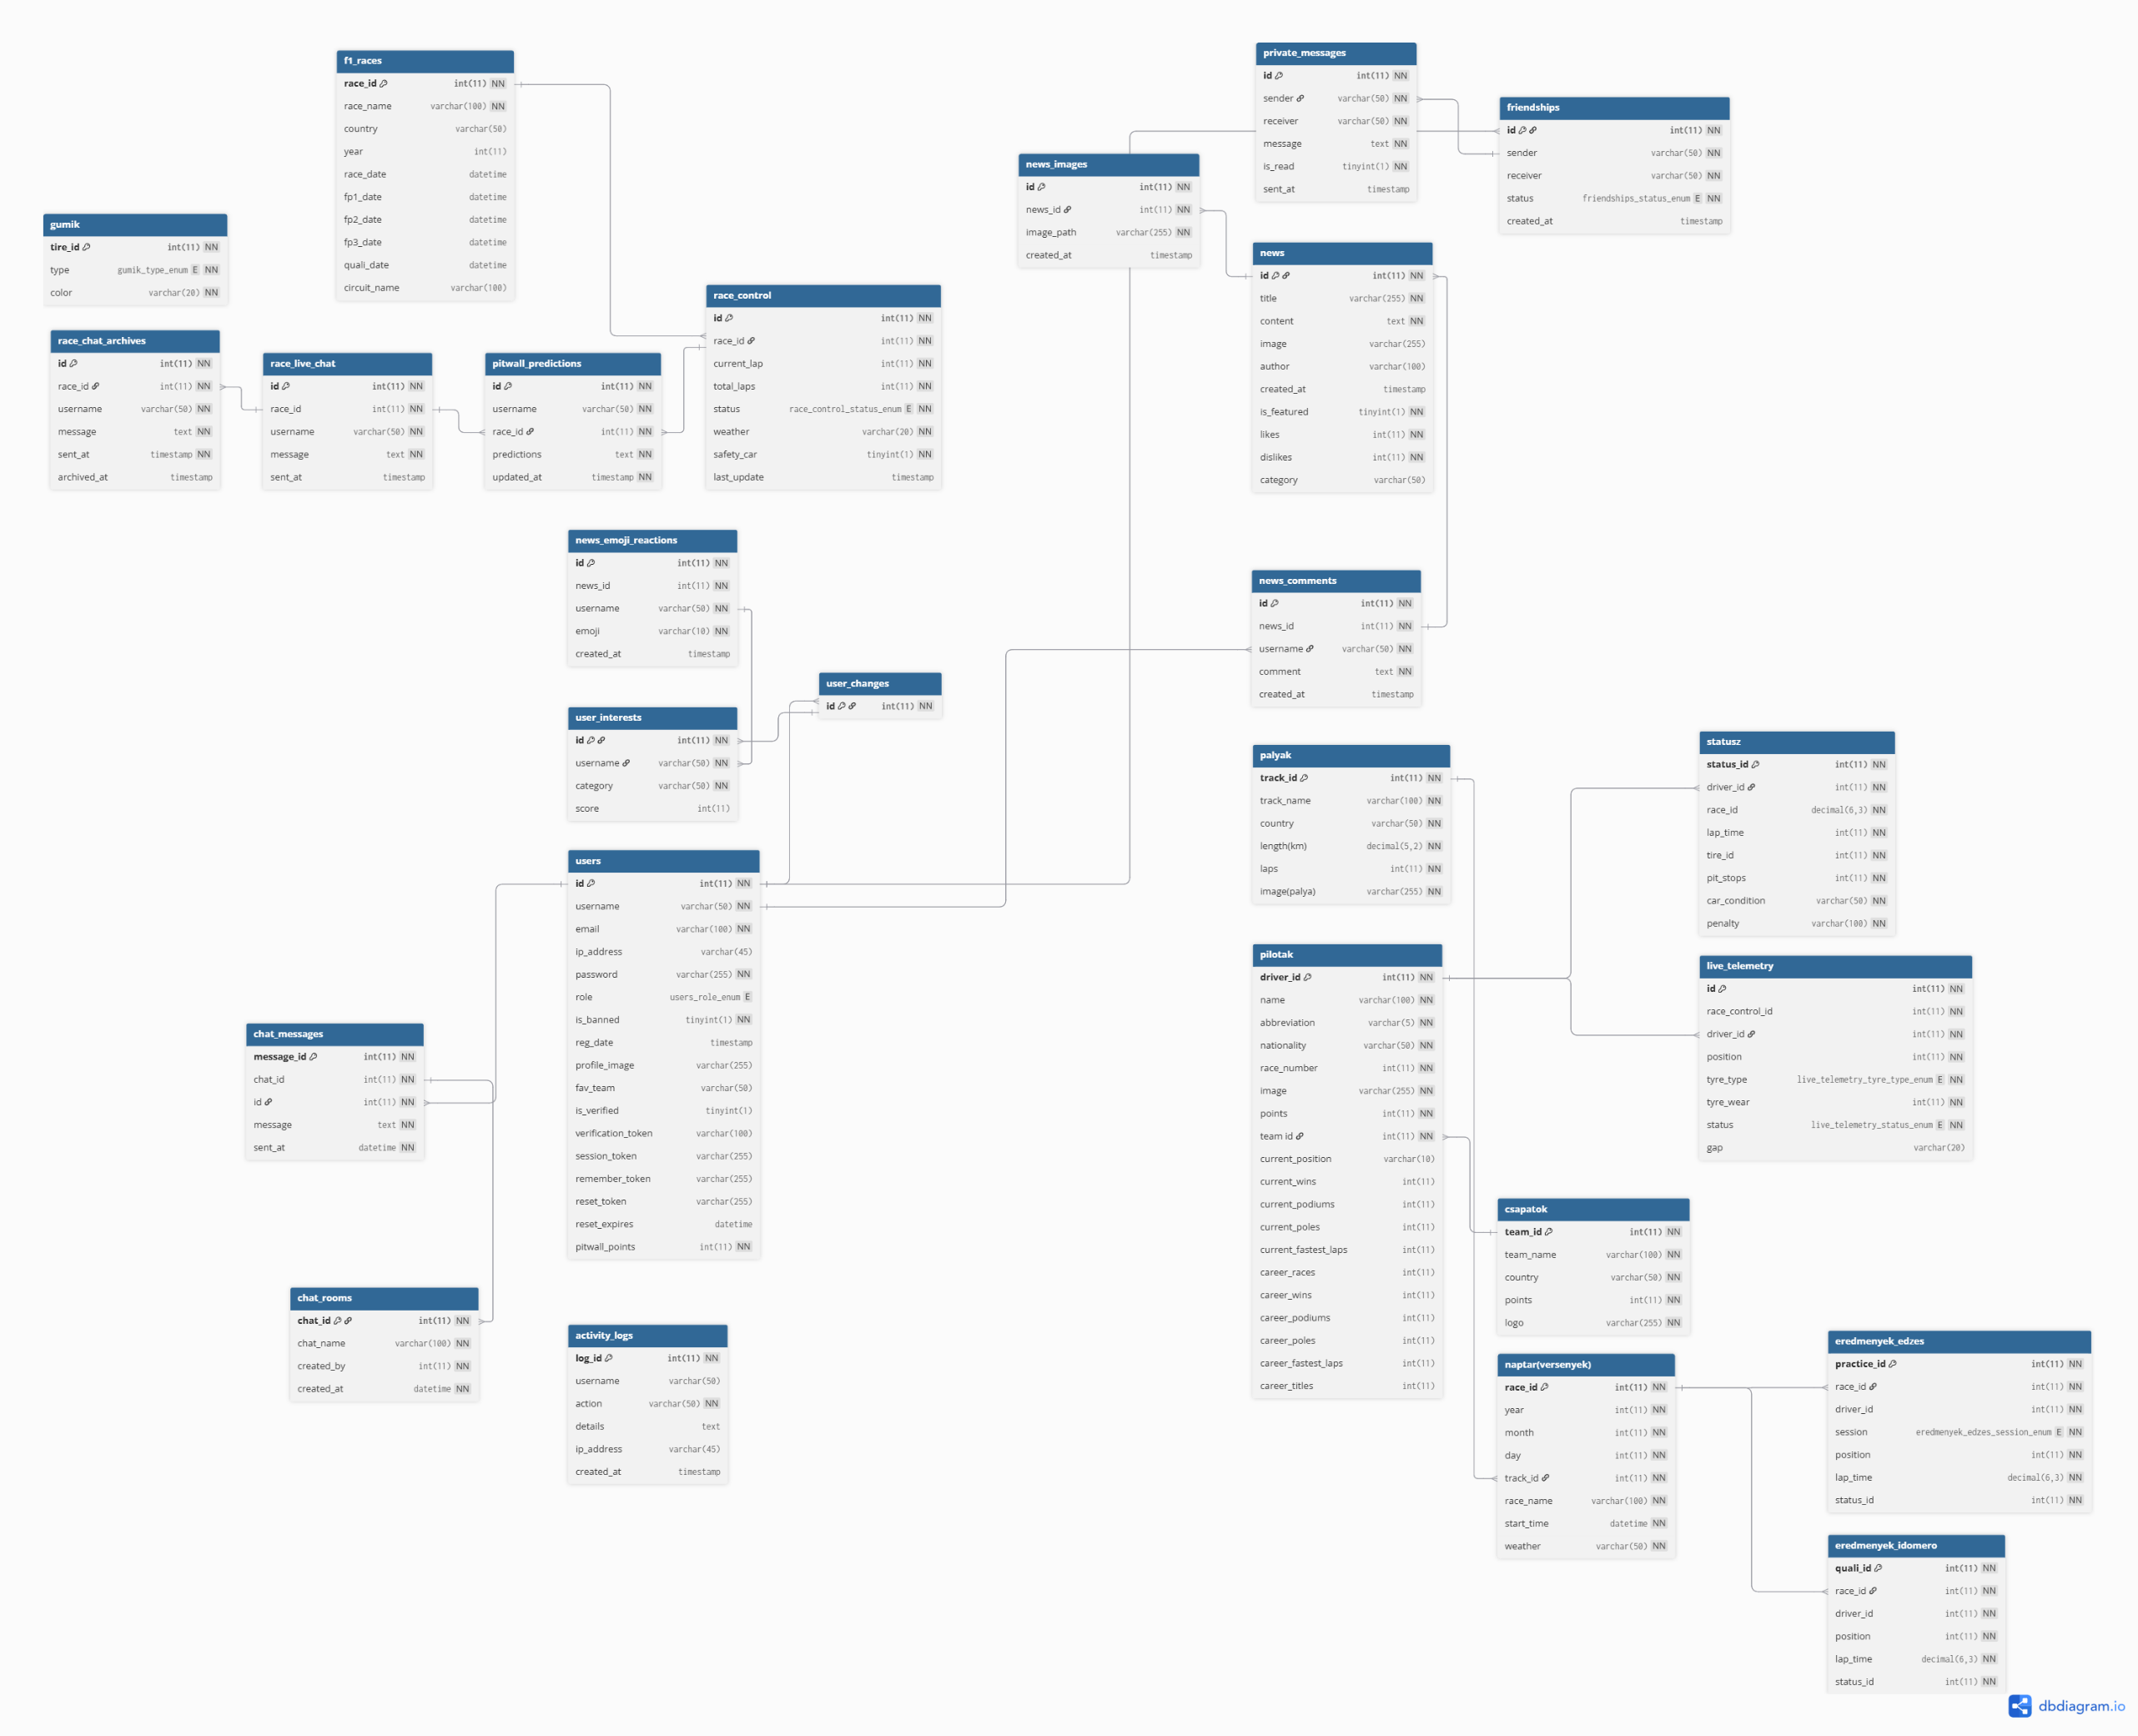 f1_races
race_id int(11) NN
race_name varchar(100) NN
country varchar(50)
year int(11)
race_date datetime
fp1_date datetime
fp2_date datetime
fp3_date datetime
quali_date datetime
circuit_name varchar(100)
gumik
tire_id int(11) NN
type gumik_type_enum E NN
color varchar(20) NN
race_chat_archives
id int(11) NN
race_id int(11) NN
username varchar(50) NN
message text NN
sent_at timestamp NN
archived_at timestamp
race_live_chat
id int(11) NN
race_id int(11) NN
username varchar(50) NN
message text NN
sent_at timestamp
pitwall_predictions
id int(11) NN
username varchar(50) NN
race_id int(11) NN
predictions text NN
updated_at timestamp NN
race_control
id int(11) NN
race_id int(11) NN
current_lap int(11) NN
total_laps int(11) NN
status race_control_status_enum E NN
weather varchar(20) NN
safety_car tinyint(1) NN
last_update timestamp
private_messages
id int(11) NN
sender varchar(50) NN
receiver varchar(50) NN
message text NN
is_read tinyint(1) NN
sent_at timestamp
friendships
id int(11) NN
sender varchar(50) NN
receiver varchar(50) NN
status friendships_status_enum E NN
created_at timestamp
news_images
id int(11) NN
news_id int(11) NN
image_path varchar(255) NN
created_at timestamp
news
id int(11) NN
title varchar(255) NN
content text NN
image varchar(255)
author varchar(100)
created_at timestamp
is_featured tinyint(1) NN
likes int(11) NN
dislikes int(11) NN
category varchar(50)
news_emoji_reactions
id int(11) NN
news_id int(11) NN
username varchar(50) NN
emoji varchar(10) NN
created_at timestamp
user_changes
id int(11) NN
user_interests
id int(11) NN
username varchar(50) NN
category varchar(50) NN
score int(11)
news_comments
id int(11) NN
news_id int(11) NN
username varchar(50) NN
comment text NN
created_at timestamp
users
id int(11) NN
username varchar(50) NN
email varchar(100) NN
ip_address varchar(45)
password varchar(255) NN
role users_role_enum E
is_banned tinyint(1) NN
reg_date timestamp
profile_image varchar(255)
fav_team varchar(50)
is_verified tinyint(1)
verification_token varchar(100)
session_token varchar(255)
remember_token varchar(255)
reset_token varchar(255)
reset_expires datetime
pitwall_points int(11) NN
chat_messages
message_id int(11) NN
chat_id int(11) NN
id int(11) NN
message text NN
sent_at datetime NN
chat_rooms
chat_id int(11) NN
chat_name varchar(100) NN
created_by int(11) NN
created_at datetime NN
activity_logs
log_id int(11) NN
username varchar(50)
action varchar(50) NN
details text
ip_address varchar(45)
created_at timestamp
palyak
track_id int(11) NN
track_name varchar(100) NN
country varchar(50) NN
length(km) decimal(5,2) NN
laps int(11) NN
image(palya) varchar(255) NN
pilotak
driver_id int(11) NN
name varchar(100) NN
abbreviation varchar(5) NN
nationality varchar(50) NN
race_number int(11) NN
image varchar(255) NN
points int(11) NN
team id int(11) NN
current_position varchar(10)
current_wins int(11)
current_podiums int(11)
current_poles int(11)
current_fastest_laps int(11)
career_races int(11)
career_wins int(11)
career_podiums int(11)
career_poles int(11)
career_fastest_laps int(11)
career_titles int(11)
statusz
status_id int(11) NN
driver_id int(11) NN
race_id decimal(6,3) NN
lap_time int(11) NN
tire_id int(11) NN
pit_stops int(11) NN
car_condition varchar(50) NN
penalty varchar(100) NN
live_telemetry
id int(11) NN
race_control_id int(11) NN
driver_id int(11) NN
position int(11) NN
tyre_type live_telemetry_tyre_type_enum E NN
tyre_wear int(11) NN
status live_telemetry_status_enum E NN
gap varchar(20)
csapatok
team_id int(11) NN
team_name varchar(100) NN
country varchar(50) NN
points int(11) NN
logo varchar(255) NN
naptar(versenyek)
race_id int(11) NN
year int(11) NN
month int(11) NN
day int(11) NN
track_id int(11) NN
race_name varchar(100) NN
start_time datetime NN
weather varchar(50) NN
eredmenyek_edzes
practice_id int(11) NN
race_id int(11) NN
driver_id int(11) NN
session eredmenyek_edzes_session_enum E NN
position int(11) NN
lap_time decimal(6,3) NN
status_id int(11) NN
eredmenyek_idomero
quali_id int(11) NN
race_id int(11) NN
driver_id int(11) NN
position int(11) NN
lap_time decimal(6,3) NN
status_id int(11) NN
dbdiagram.io